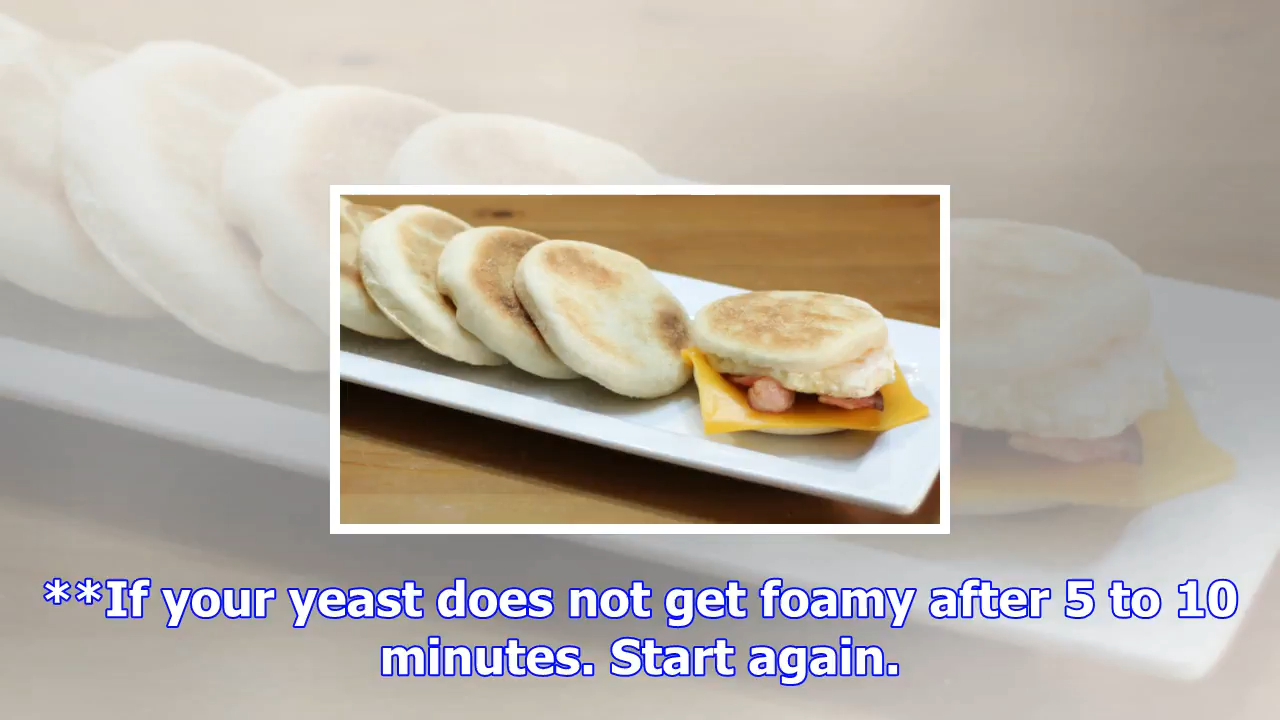 **If your yeast does not get foamy after 5 to 10
minutes. Start again.